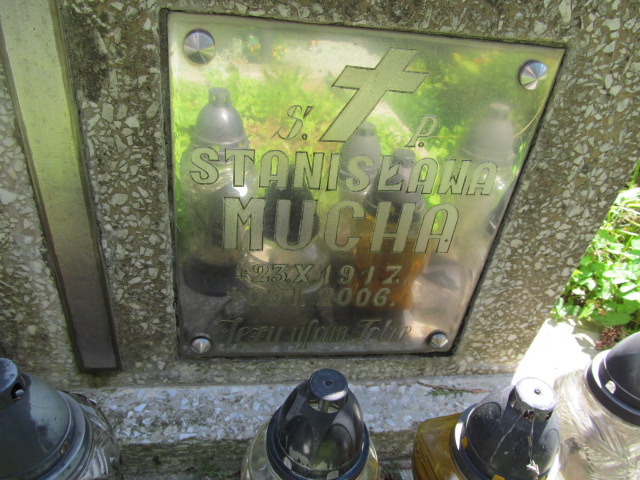 Ś. P.
STANISŁAWA
MUCHA
* 23.X.1917.
2006.
Jezu ufam Tobie